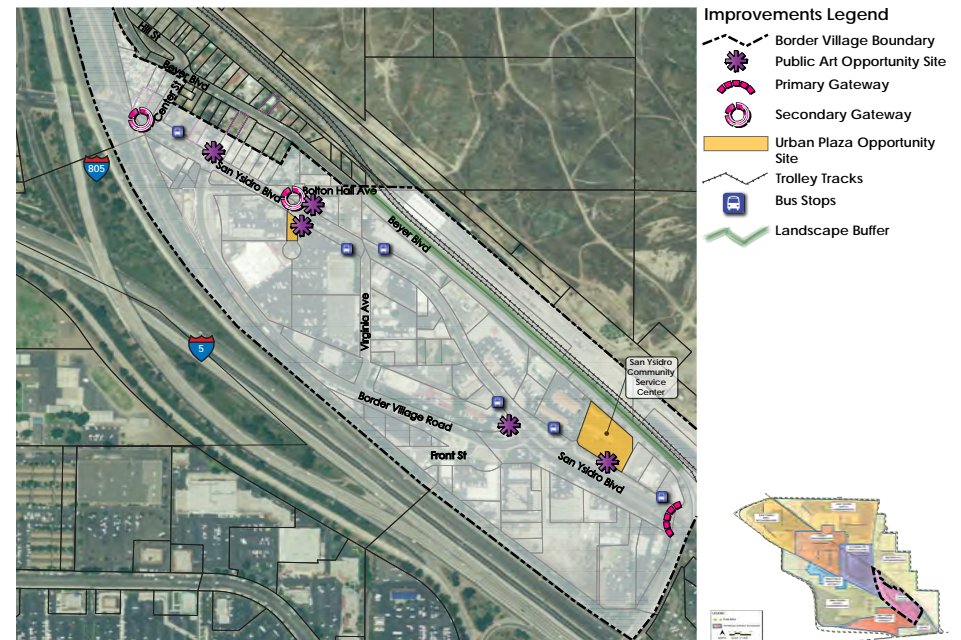 Improvements Legend
Border Village Boundary
Public Art Opportunity Site
Primary Gateway
Secondary Gateway
Urban Plaza Opportunity
Site
Trolley Tracks
Bus Stops
Landscape Buffer
Hill St
Beyer Blvd
Center St
805
San Ysidro Blvd
Bolton Hall Ave
Beyer Blvd
Virginia Ave
5
San Ysidro
Community
Service
Center
Border Village Road
Front St
San Ysidro Blvd